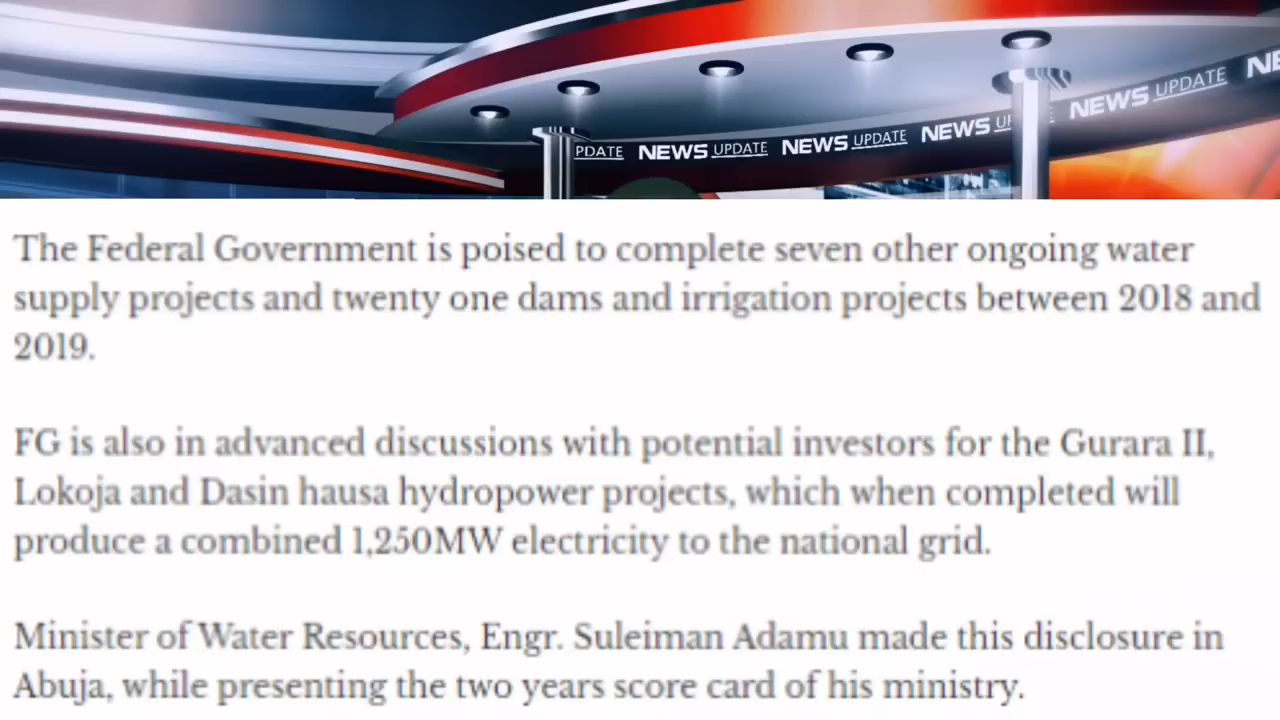 PDATE NEWS UPDATE NEWS UPDATE NEWS UP NEWS UPDATE NE
The Federal Government is poised to complete seven other ongoing water
supply projects and twenty one dams and irrigation projects between 2018 and
2019.
FG is also in advanced discussions with potential investors for the Gurara II,
Lokoja and Dasin hausa hydropower projects, which when completed will
produce a combined 1,250MW electricity to the national grid.
Minister of Water Resources, Engr. Suleiman Adamu made this disclosure in
Abuja, while presenting the two years score card of his ministry.